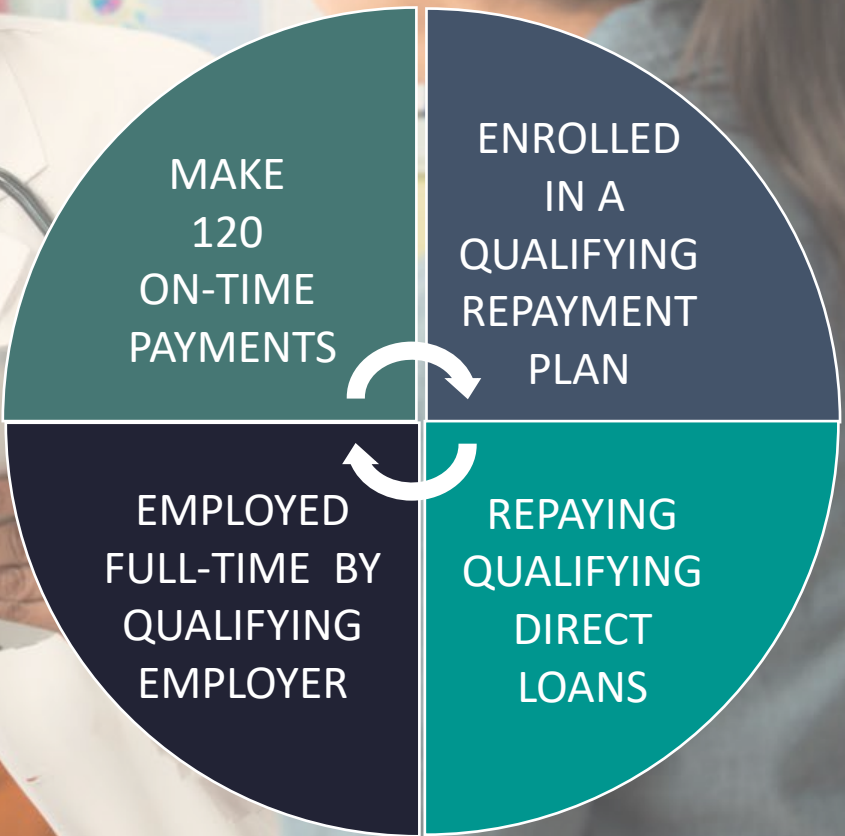 MAKE
120
ON-TIME
PAYMENTS
ENROLLED
IN A
QUALIFYING
REPAYMENT
PLAN
EMPLOYED
FULL-TIME BY
QUALIFYING
EMPLOYER
REPAYING
QUALIFYING
DIRECT
LOANS